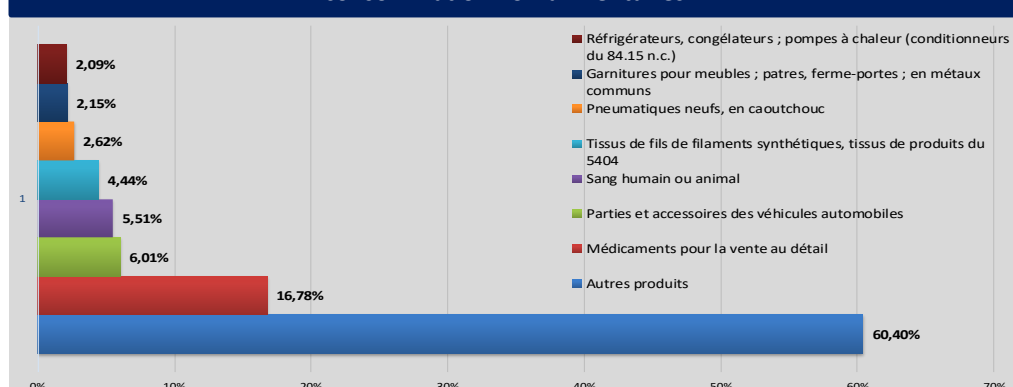 Réfrigérateurs, congélateurs ; pompes à chaleur (conditionneurs
du 84.15 n.c.)
Garnitures pour meubles ; patres, ferme-portes ; en métaux
communs
Pneumatiques neufs, en caoutchouc
Tissus de fils de filaments synthétiques, tissus de produits du
5404
Sang humain ou animal
Parties et accessoires des véhicules automobiles
Médicaments pour la vente au détail
Autres produits
2,09%
2,15%
2,62%
4,44%
1
5,51%
6,01%
16,78%
60,40%
0% 10% 20% 30% 40% 50% 60% 70%